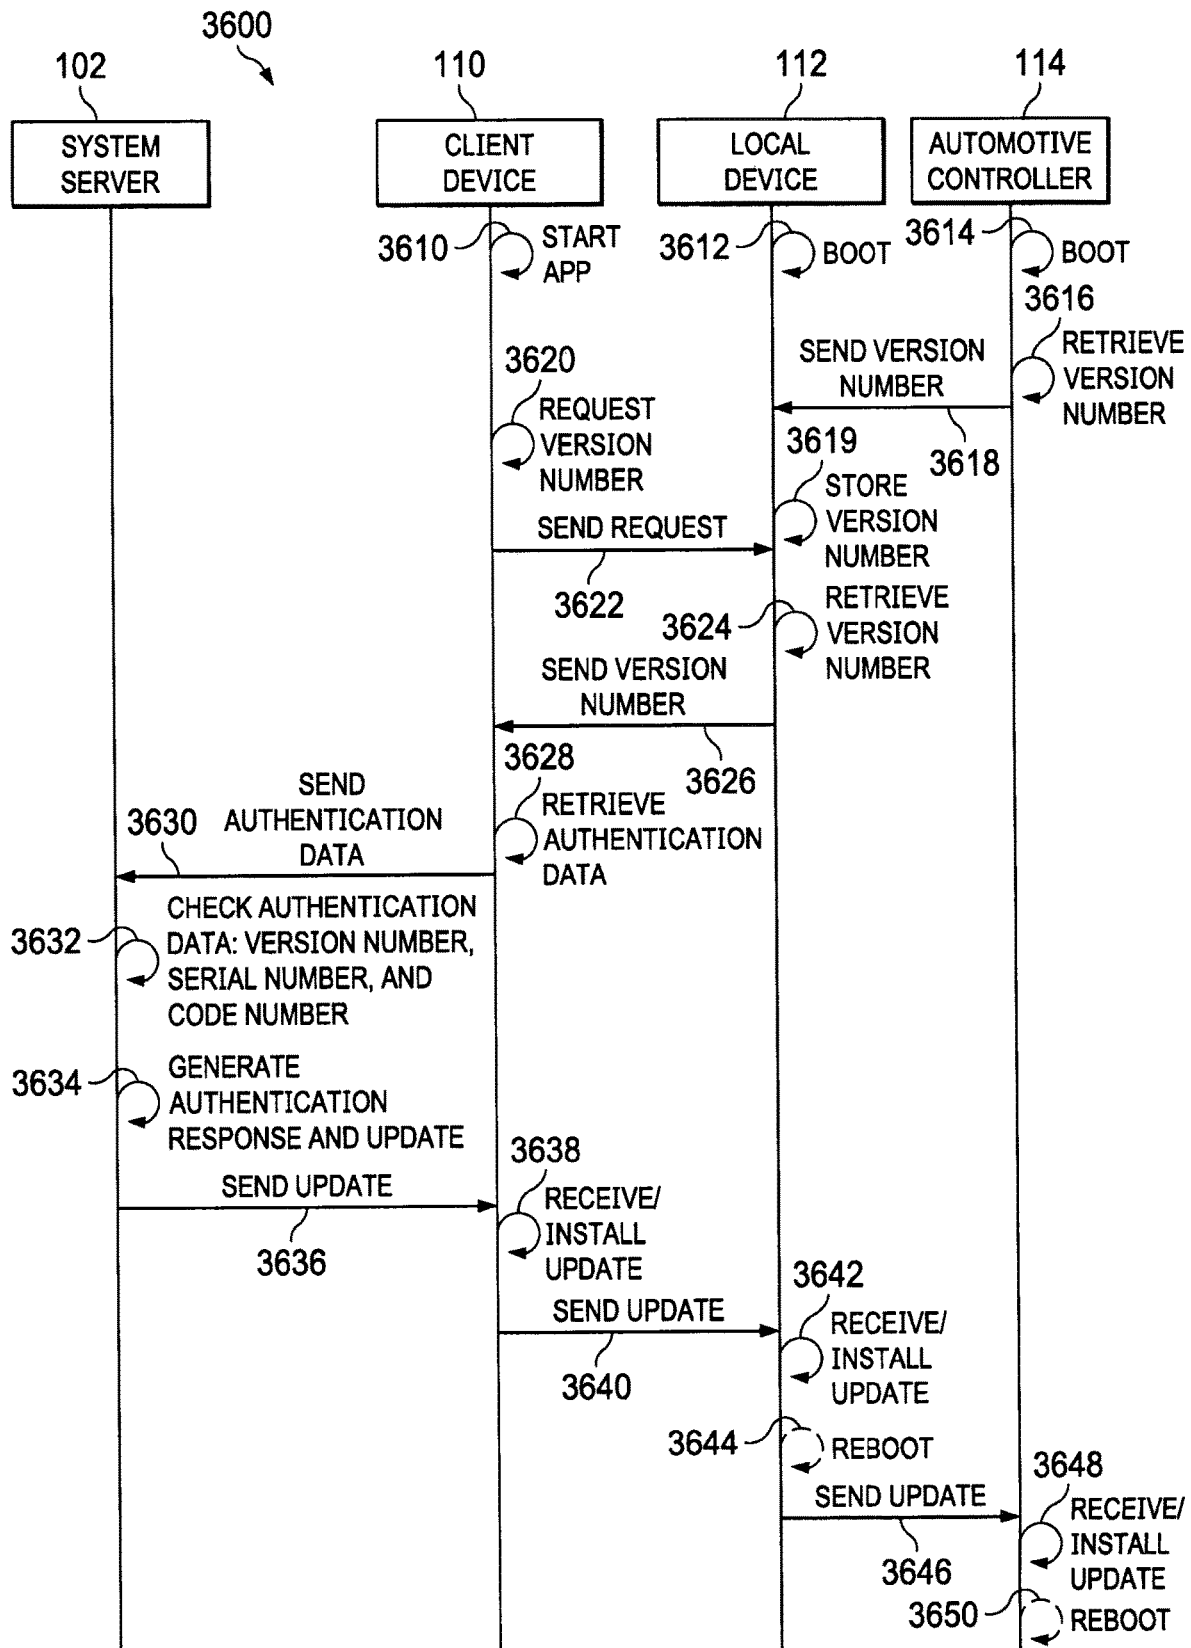 3600
102
110
112
114
SYSTEM
SERVER
CLIENT
DEVICE
LOCAL
DEVICE
AUTOMOTIVE
CONTROLLER
3610
START
APP
3612
BOOT
3614
BOOT
3616
RETRIEVE
VERSION
NUMBER
SEND VERSION
NUMBER
3618
3620
REQUEST
VERSION
NUMBER
3619
STORE
VERSION
NUMBER
SEND REQUEST
3622
3624
RETRIEVE
VERSION
NUMBER
SEND VERSION
NUMBER
3626
3628
RETRIEVE
AUTHENTICATION
DATA
SEND
AUTHENTICATION
DATA
3630
3632
CHECK AUTHENTICATION
DATA: VERSION NUMBER,
SERIAL NUMBER, AND
CODE NUMBER
3634
GENERATE
AUTHENTICATION
RESPONSE AND UPDATE
SEND UPDATE
3636
3638
RECEIVE/
INSTALL
UPDATE
SEND UPDATE
3640
3642
RECEIVE/
INSTALL
UPDATE
3644
REBOOT
SEND UPDATE
3646
3648
RECEIVE/
INSTALL
UPDATE
3650
REBOOT